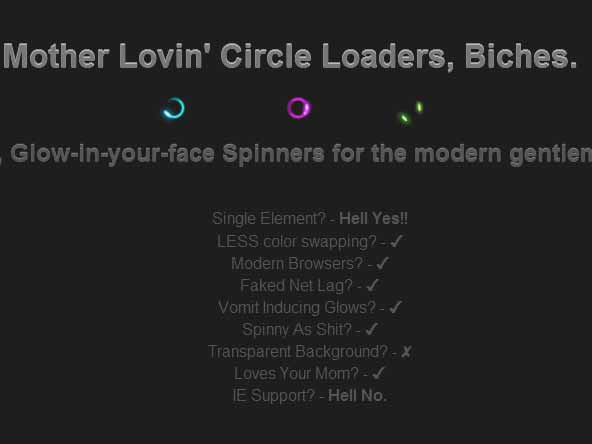 Mother Lovin' Circle Loaders, Biches.
, Glow-in-your-face Spinners for the modern gentlem
Single Element? - Hell Yes!!
LESS color swapping? - ✔
Modern Browsers? - ✔
Faked Net Lag? - ✔
Vomit Inducing Glows? - ✔
Spinny As Shit? - ✔
Transparent Background? - ✘
Loves Your Mom? - ✔
IE Support? - Hell No.